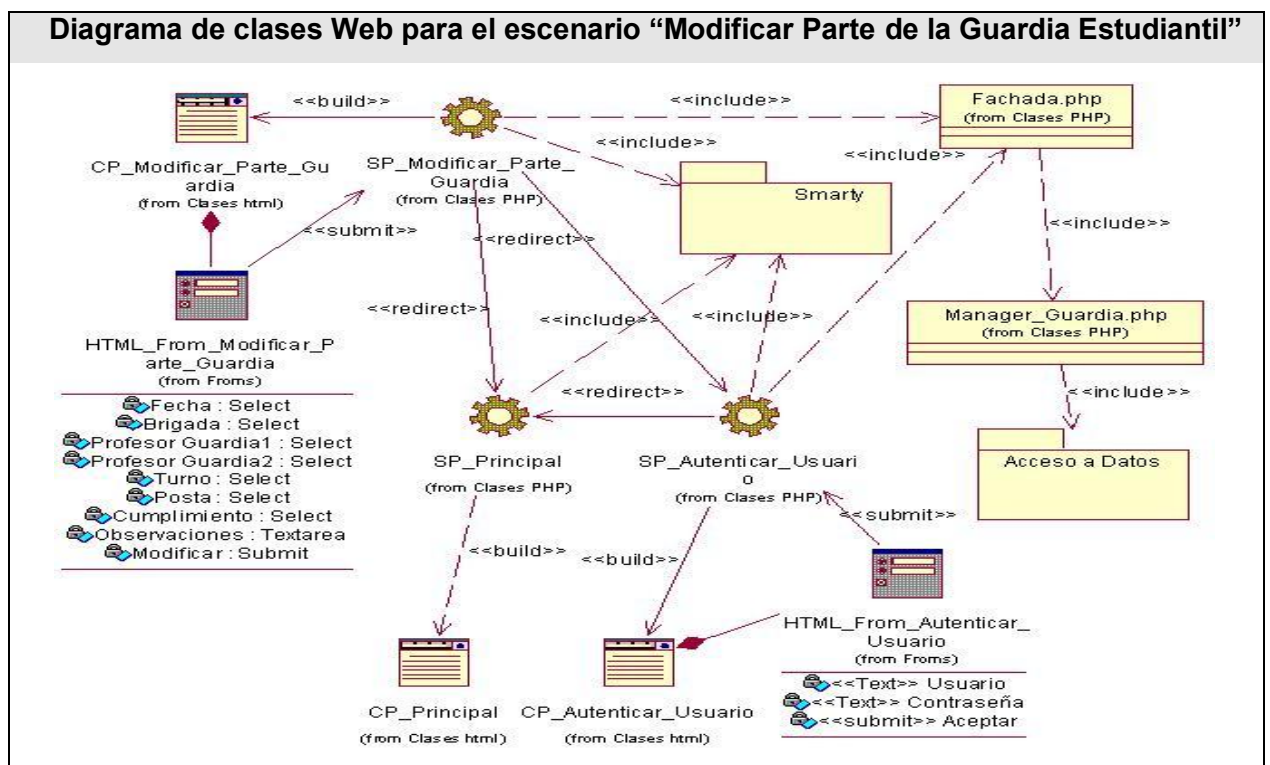 Diagrama de clases Web para el escenario “Modificar Parte de la Guardia Estudiantil”
<<build>>
<<include>>
Fachada.php
(from Clases PHP)
<<include>>
<<include>>
CP_Modificar_Parte_Gu
ardia
(from Clases html)
SP_Modificar_Parte_
Guardia
(from Clases PHP)
Smarty
<<submit>>
<<redirect>>
<<include>>
<<redirect>>
<<include>>
<<include>>
Manager_Guardia.php
(from Clases PHP)
HTML_From_Modificar_P
arte_Guardia
(from Froms)
Fecha : Select
Brigada : Select
Profesor Guardia1 : Select
Profesor Guardia2 : Select
Turno : Select
Posta : Select
Cumplimiento : Select
Observaciones : Textarea
Modificar : Submit
<<redirect>>
<<include>>
SP_Principal
(from Clases PHP)
SP_Autenticar_Usuari
o
(from Clases PHP)
Acceso a Datos
<<submit>>
<<build>>
<<build>>
HTML_From_Autenticar_
Usuario
(from Froms)
<<Text>> Usuario
<<Text>> Contraseña
<<submit>> Aceptar
CP_Principal
(from Clases html)
CP_Autenticar_Usuario
(from Clases html)